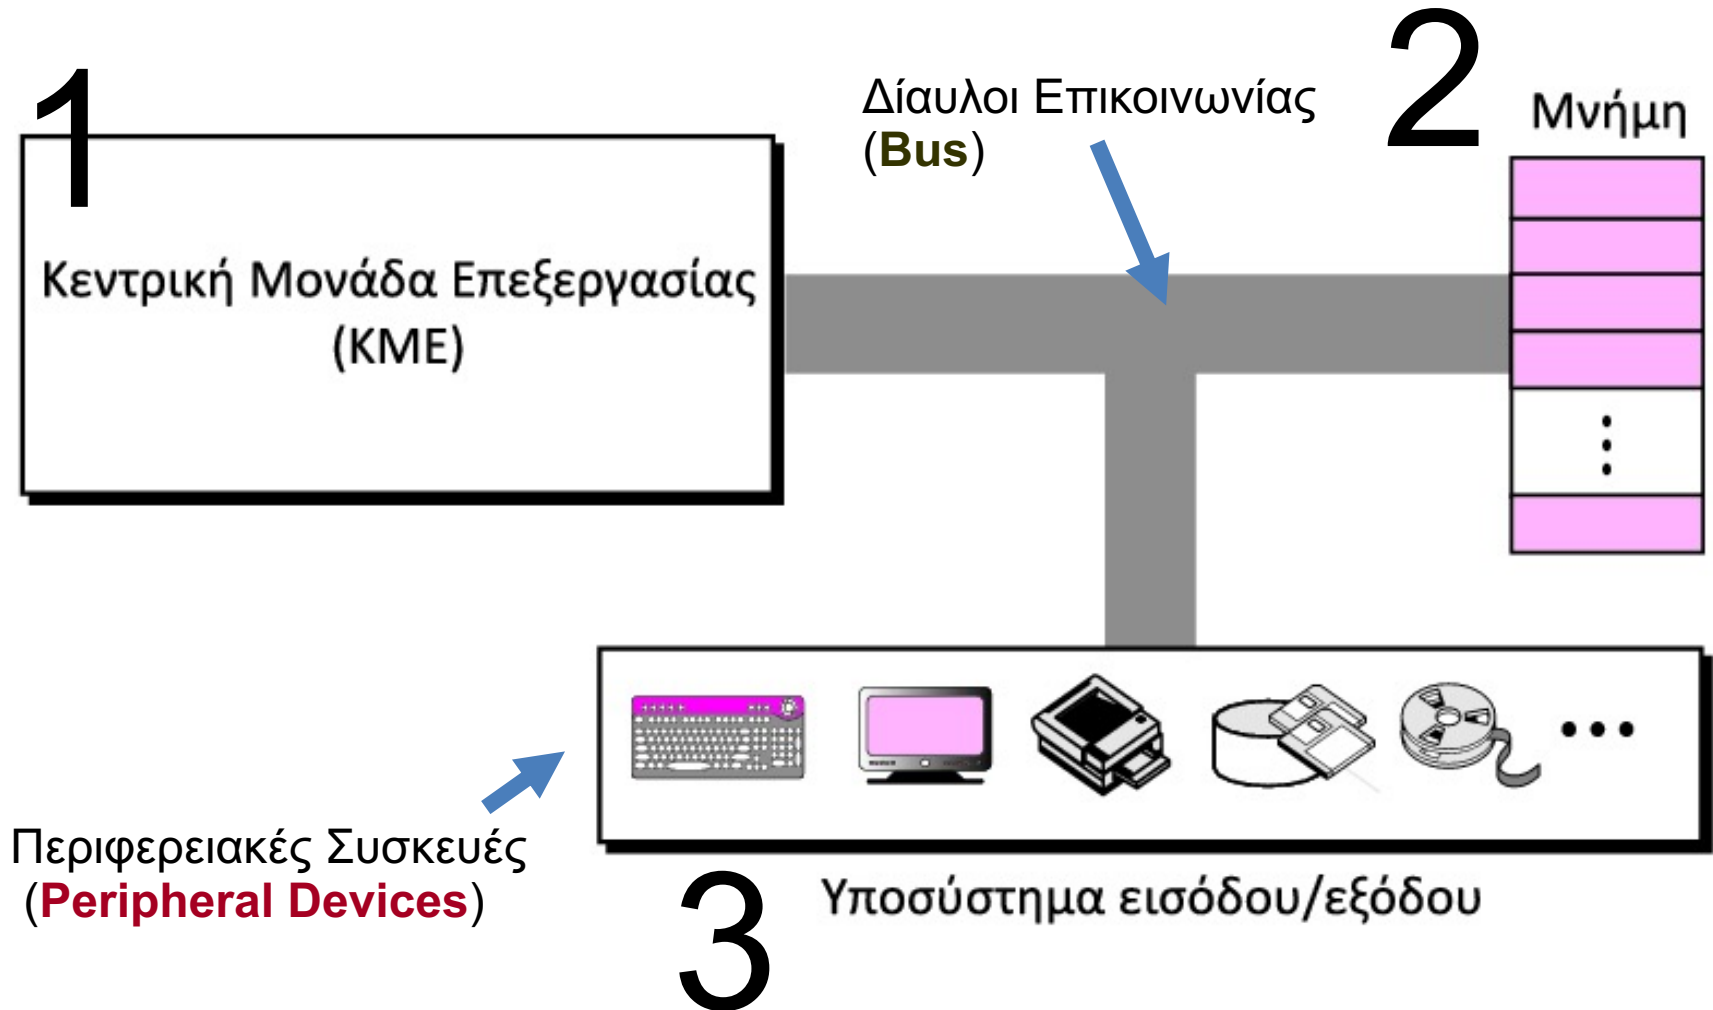 1
Κεντρική Μονάδα Επεξεργασίας
(ΚΜΕ)
Δίαυλοι Επικοινωνίας
(Bus)
2
Μνήμη
Περιφερειακές Συσκευές
(Peripheral Devices)
3
Υποσύστημα εισόδου/εξόδου